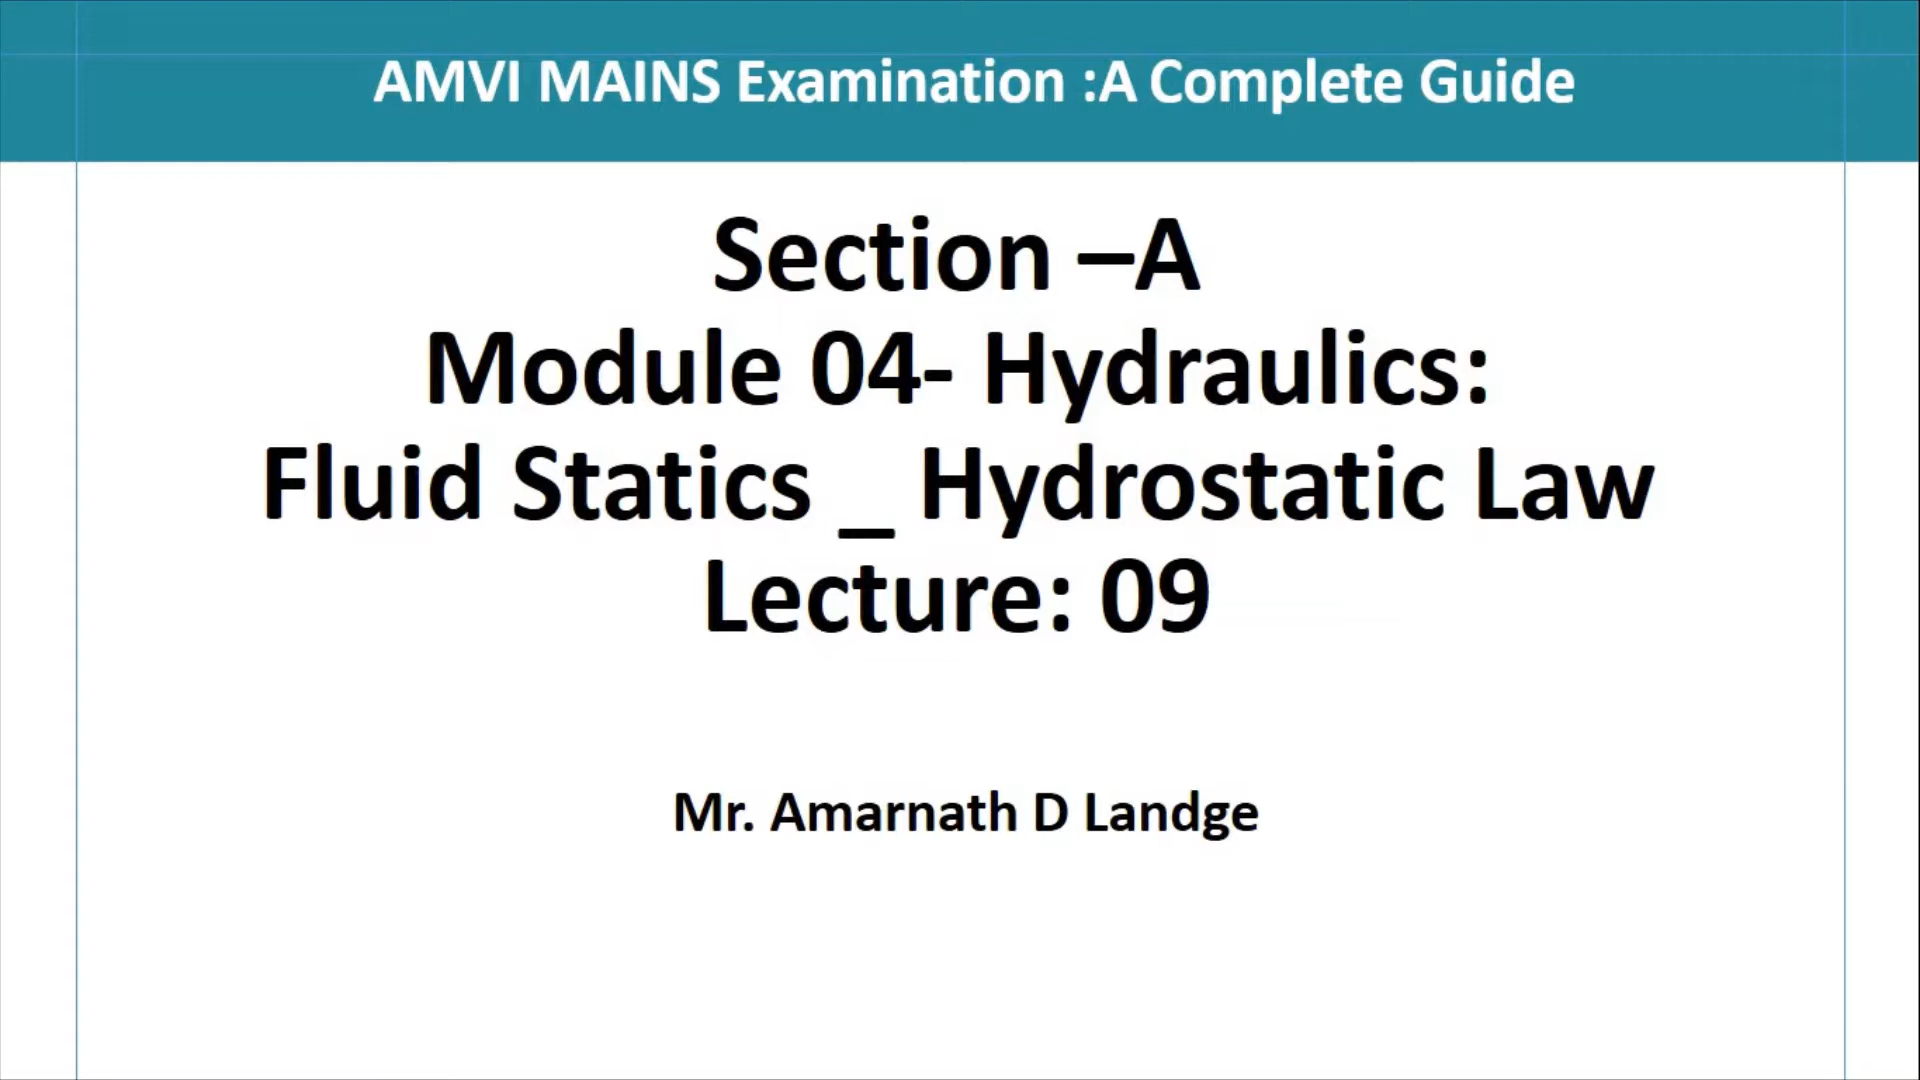 AMVI MAINS Examination :A Complete Guide
Section –A
Module 04- Hydraulics:
Fluid Statics _ Hydrostatic Law
Lecture: 09
Mr. Amarnath D Landge